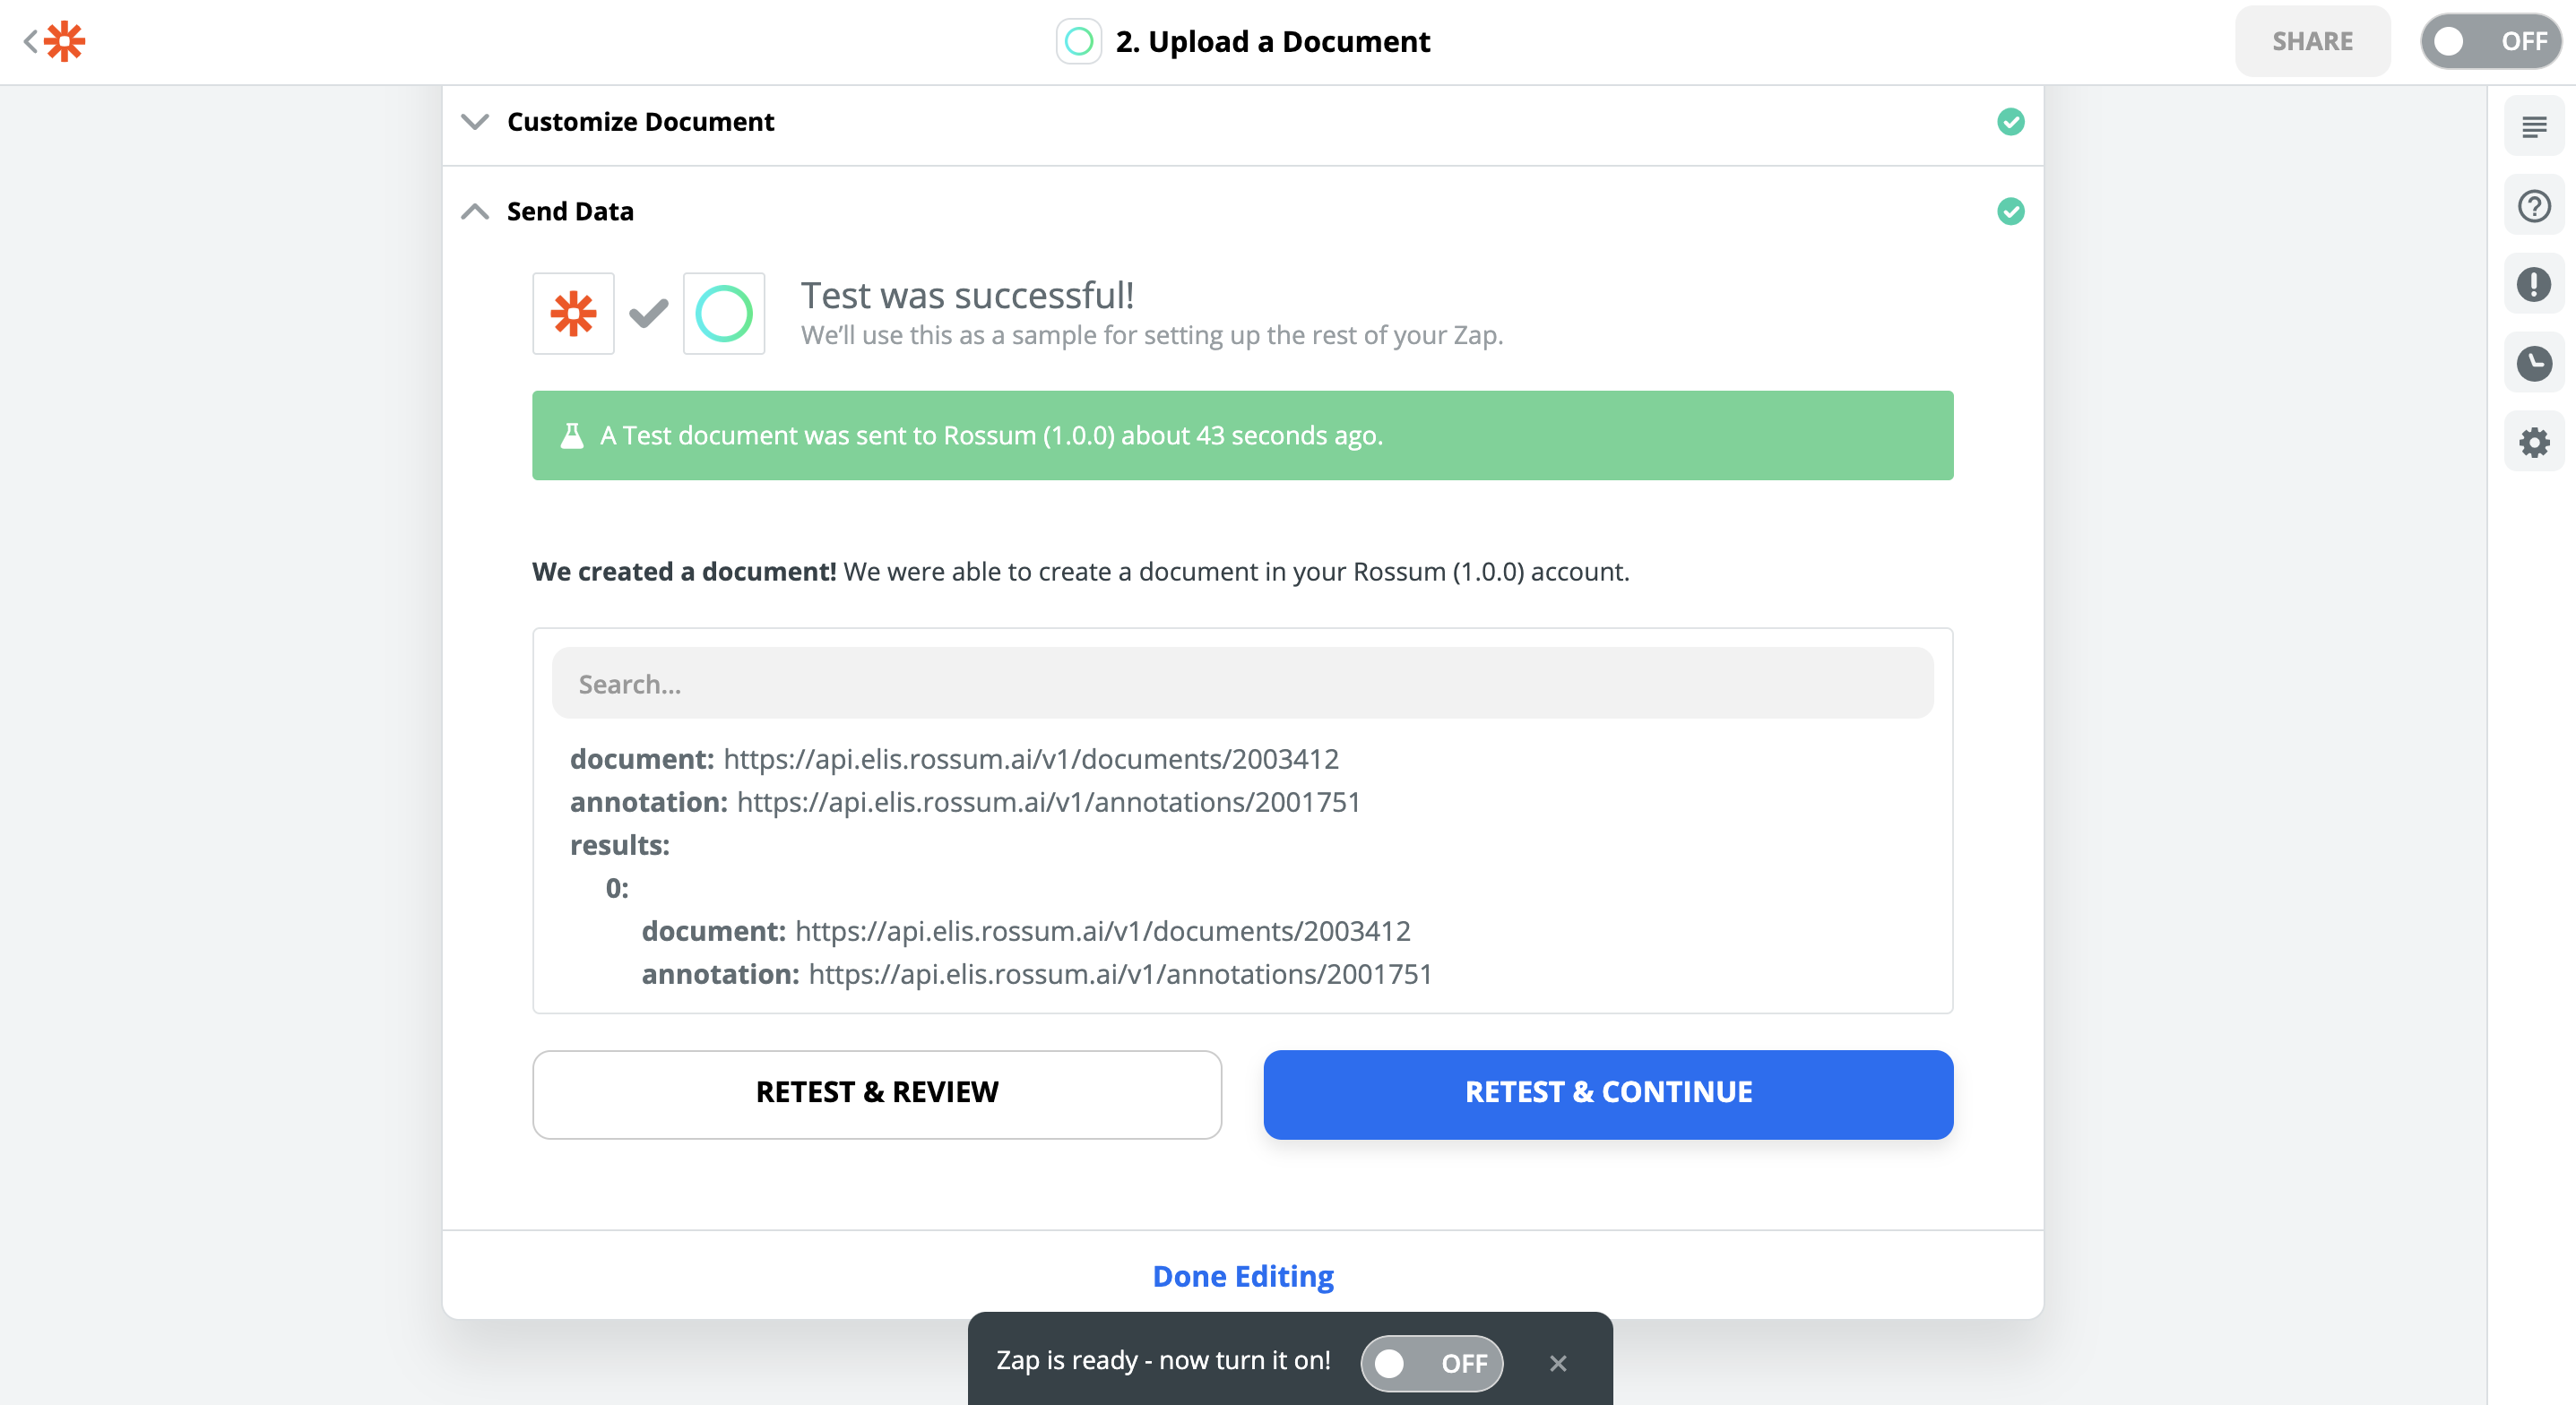 2. Upload a Document
SHARE
OFF
Customize Document
Send Data
Test was successful!
We’ll use this as a sample for setting up the rest of your Zap.
A Test document was sent to Rossum (1.0.0) about 43 seconds ago.
We created a document! We were able to create a document in your Rossum (1.0.0) account.
Search...
document: https://api.elis.rossum.ai/v1/documents/2003412
annotation: https://api.elis.rossum.ai/v1/annotations/2001751
results:
0:
document: https://api.elis.rossum.ai/v1/documents/2003412
annotation: https://api.elis.rossum.ai/v1/annotations/2001751
RETEST & REVIEW
RETEST & CONTINUE
Done Editing
Zap is ready - now turn it on!
OFF